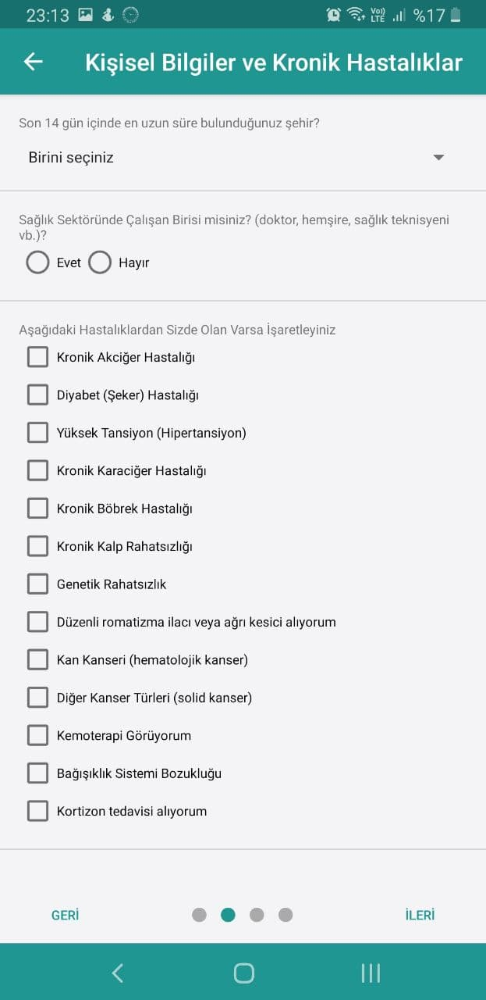 23:13 VoD) LTE %17
Kişisel Bilgiler ve Kronik Hastalıklar
Son 14 gün içinde en uzun süre bulunduğunuz şehir?
Birini seçiniz
Sağlık Sektöründe Çalışan Birisi misiniz? (doktor, hemşire, sağlık teknisyeni
vb.)?
Evet Hayır
Aşağıdaki Hastalıklardan Sizde Olan Varsa İşaretleyiniz
Kronik Akciğer Hastalığı
Diyabet (Şeker) Hastalığı
Yüksek Tansiyon (Hipertansiyon)
Kronik Karaciğer Hastalığı
Kronik Böbrek Hastalığı
Kronik Kalp Rahatsızlığı
Genetik Rahatsızlık
Düzenli romatizma ilacı veya ağrı kesici alıyorum
Kan Kanseri (hematolojik kanser)
Diğer Kanser Türleri (solid kanser)
Kemoterapi Görüyorum
Bağışıklık Sistemi Bozukluğu
Kortizon tedavisi alıyorum
GERİ İLERİ